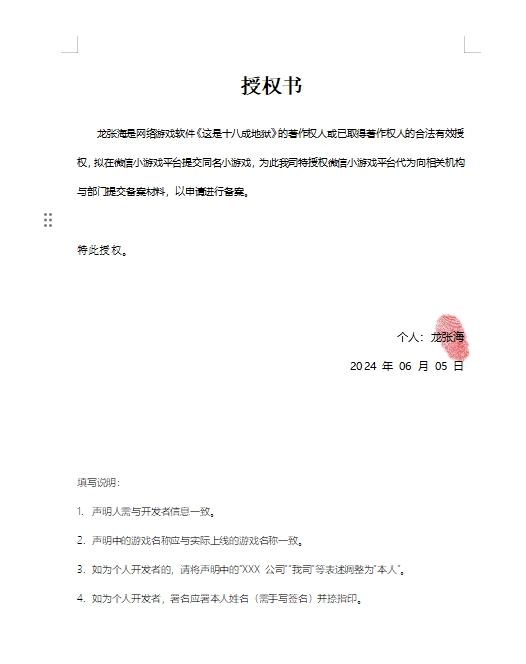 授权书
龙张海是网络游戏软件《这是十八成地狱》的著作权人或已取得著作权人的合法有效授
权，拟在微信小游戏平台提交同名小游戏，为此我司特授权微信小游戏平台代为向相关机构
与部门提交备案材料，以申请进行备案。
特此授权。
个人：龙张海
2024 年 06 月 05 日
填写说明：
1. 声明人需与开发者信息一致。
2. 声明中的游戏名称应与实际上线的游戏名称一致。
3. 如为个人开发者的，请将声明中的"XXX 公司""我司"等表述调整为"本人"。
4. 如为个人开发者，署名应署本人姓名（需手写签名）并捺指印。